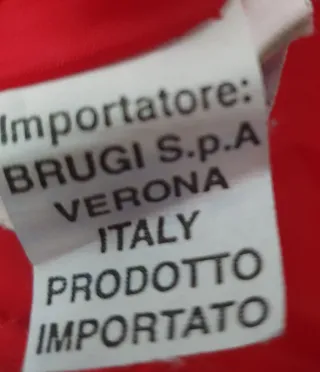 Importatore:
BRUGI S.p.A
VERONA
ITALY
PRODOTTO
IMPORTATO